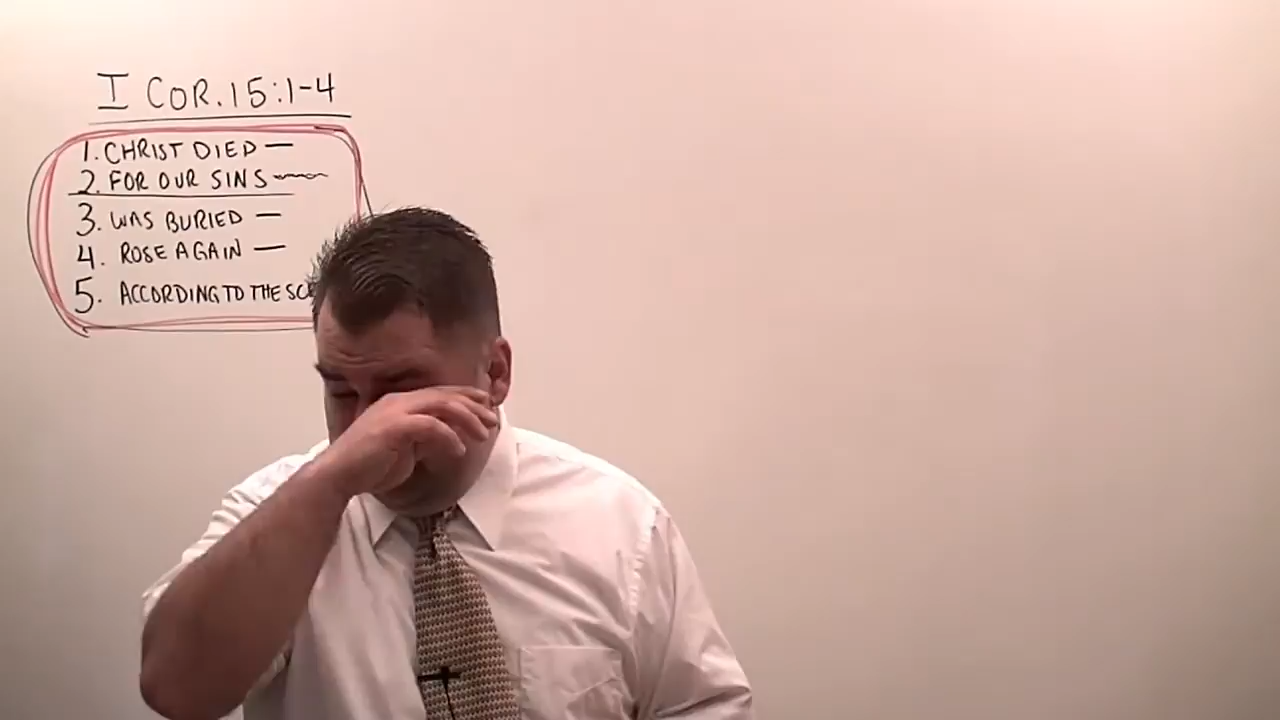 I COR. 15:1-4
1. CHRIST DIED —
2. FOR OUR SINS
3. WAS BURIED —
4. ROSE AGAIN —
5. ACCORDING TO THE